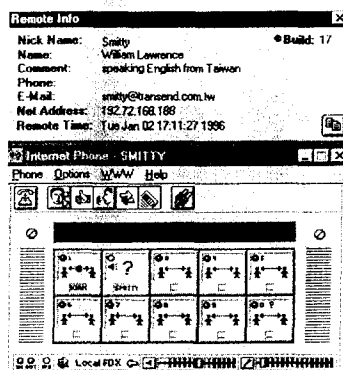 Remote Info
Nick Name: Smitty
Build: 17
Name: William Lawrence
Comment: speaking English from Taiwan
Phone:
E-Mail: smitty@transend.com.tw
Net Address: 192.72.168.188
Remote Time: Tue Jan 02 17:11:27 1996
Internet Phone - SMITTY
Phone Options WWW Help
SOAR
SMITTY
Local FDX